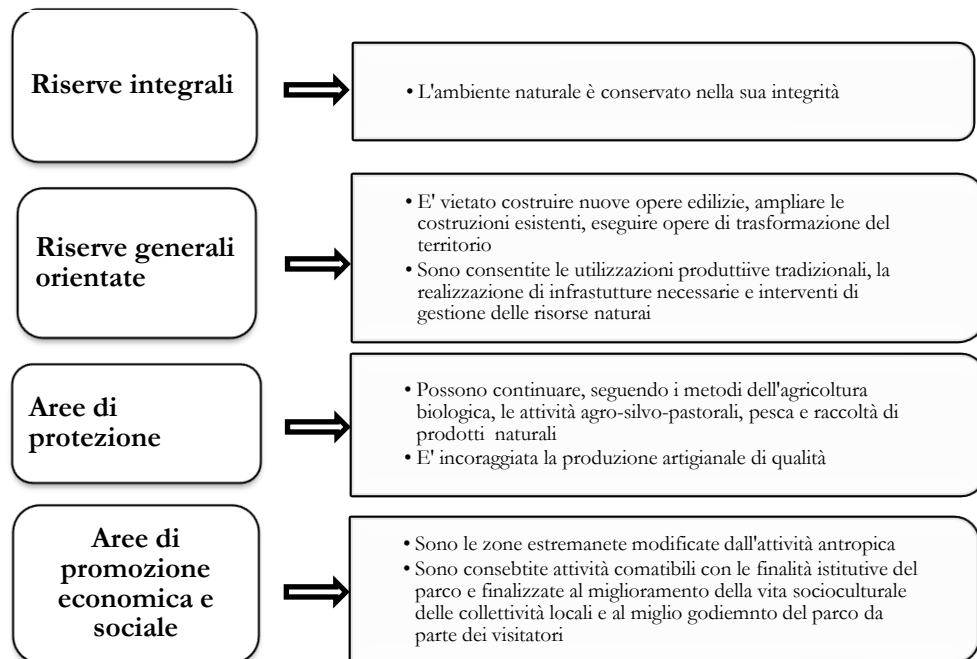 Riserve integrali
• L'ambiente naturale è conservato nella sua integrità
Riserve generali
orientate
• E' vietato costruire nuove opere edilizie, ampliare le
costruzioni esistenti, eseguire opere di trasformazione del
territorio
• Sono consentite le utilizzazioni produttiive tradizionali, la
realizzazione di infrastutture necessarie e interventi di
gestione delle risorse naturai
Aree di
protezione
• Possono continuare, seguendo i metodi dell'agricoltura
biologica, le attività agro-silvo-pastorali, pesca e raccoltà di
prodotti naturali
• E' incoraggiata la produzione artigianale di qualità
Aree di
promozione
economica e
sociale
• Sono le zone estremanete modificate dall'attività antropica
• Sono consebtite attività comatibili con le finalità istitutive del
parco e finalizzate al miglioramento della vita socioculturale
delle collettività locali e al miglio godiemnto del parco da
parte dei visitatori